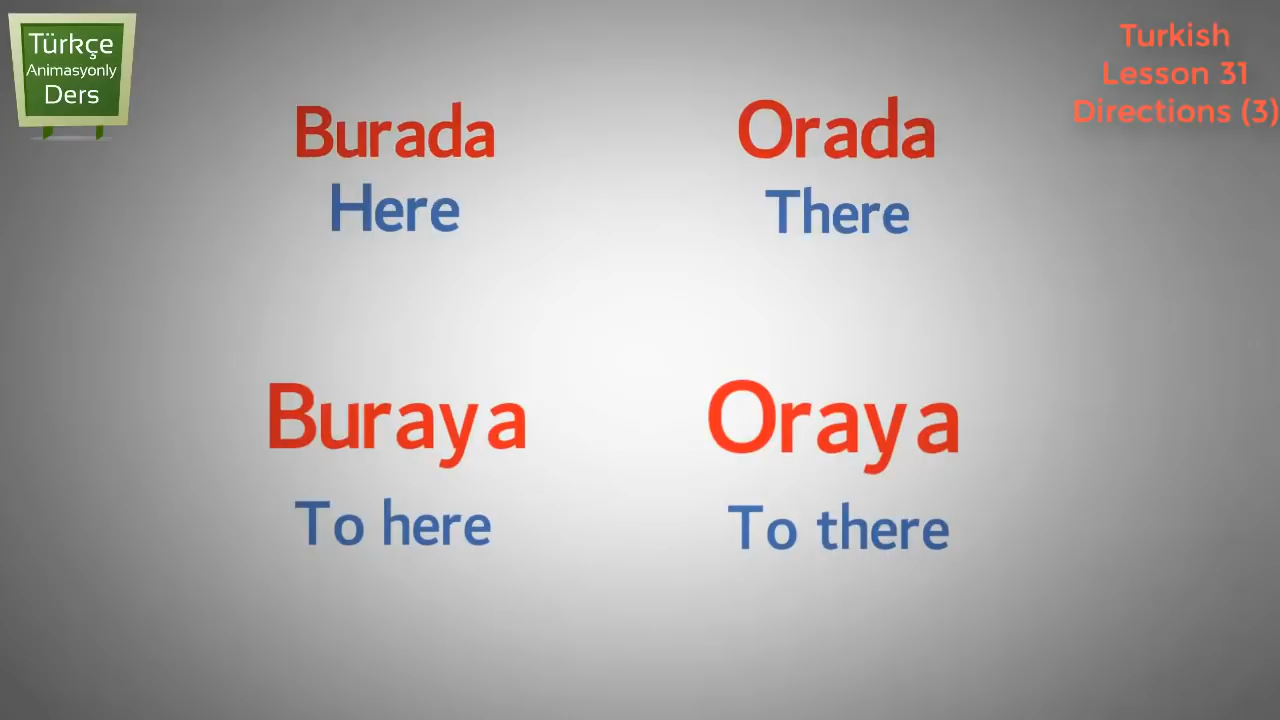 Türkçe
Animasyonly
Ders
Turkish
Lesson 31
Directions (3)
Burada
Here
Orada
There
Buraya
To here
Oraya
To there